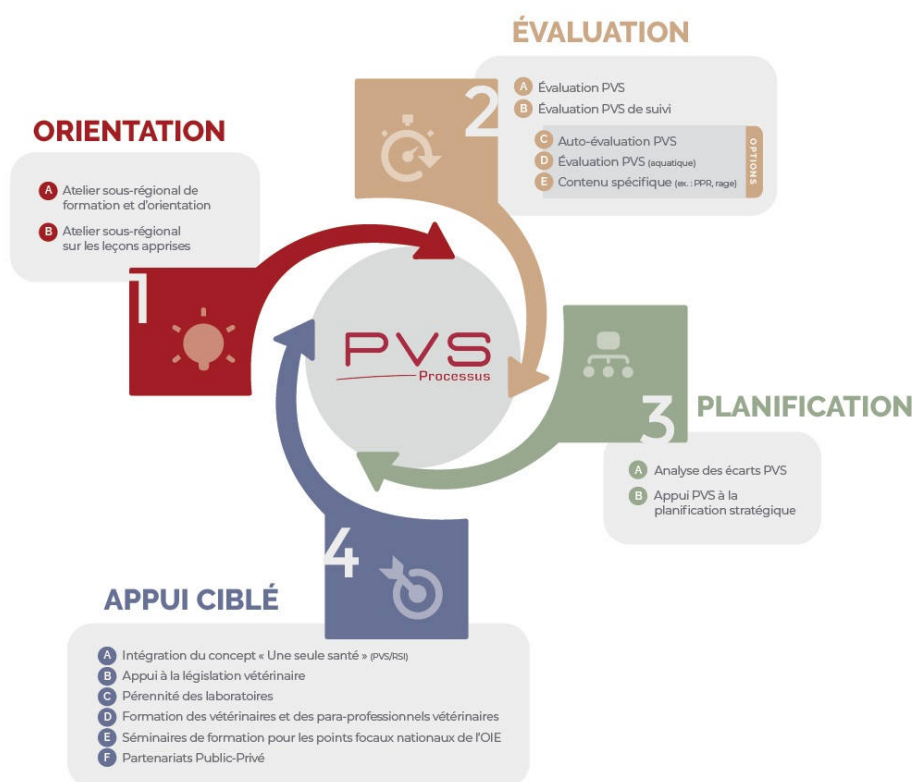 ORIENTATION
A Atelier sous-régional de
formation et d'orientation
B Atelier sous-régional
sur les leçons apprises
1
ÉVALUATION
2
A Évaluation PVS
B Évaluation PVS de suivi
C Auto-évaluation PVS
D Évaluation PVS (aquatique)
E Contenu spécifique (ex. : PPR, rage)
OPTIONS
PVS
Processus
3
PLANIFICATION
A Analyse des écarts PVS
B Appui PVS à la
planification stratégique
4
APPUI CIBLÉ
A Intégration du concept « Une seule santé » (PVS/RSI)
B Appui à la législation vétérinaire
C Pérennité des laboratoires
D Formation des vétérinaires et des para-professionnels vétérinaires
E Séminaires de formation pour les points focaux nationaux de l'OIE
F Partenariats Public-Privé